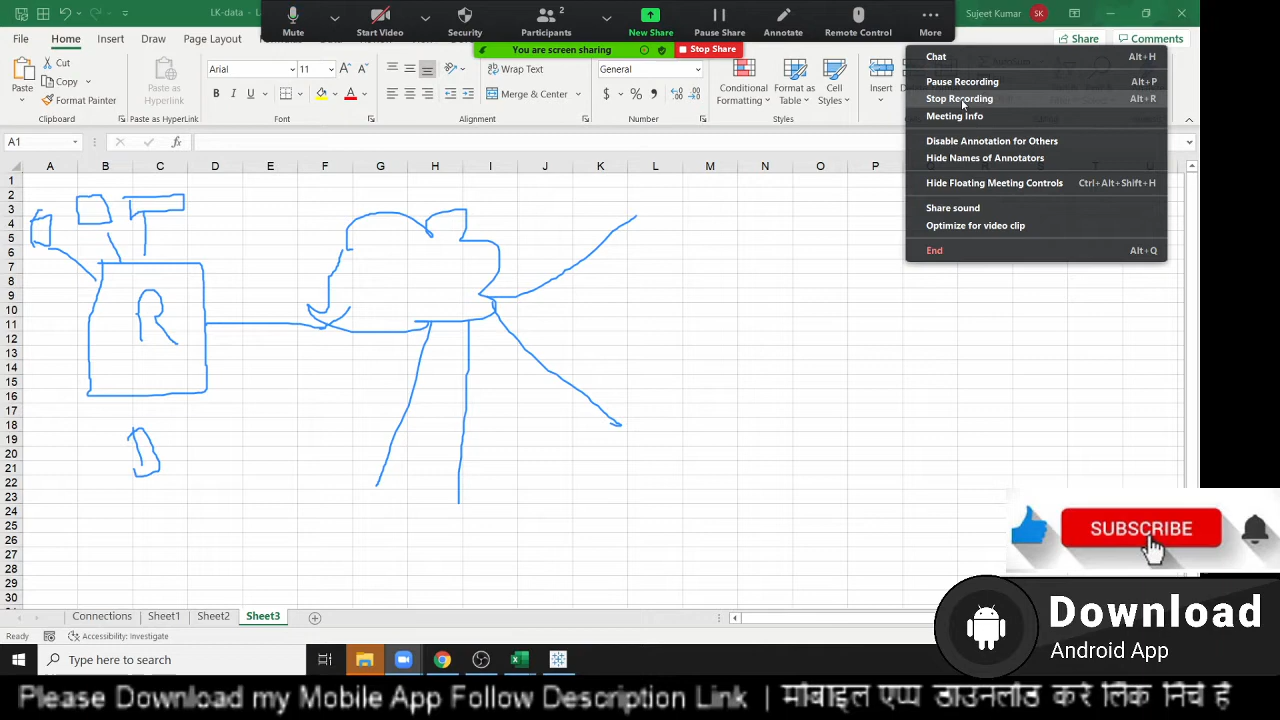 LK-data - L
Sujeet Kumar SK
Mute Start Video Security Participants 2 New Share Pause Share Annotate Remote Control More
You are screen sharing Stop Share
File Home Insert Draw Page Layout
Share Comments
Chat Alt+H
Pause Recording Alt+P
Stop Recording Alt+R
Meeting Info
Disable Annotation for Others
Hide Names of Annotators
Hide Floating Meeting Controls Ctrl+Alt+Shift+H
Share sound
Optimize for video clip
End Alt+Q
Paste
Cut
Copy
Format Painter
Paste as
Hyperlink
Arial 11
B I U
Wrap Text
General
$ % ,
Conditional
Formatting
Format as
Table
Cell
Styles
Insert
Clipboard Font
A1 fx
A B C D E F G H I J K L M N O P
1
2
3
4
5
6
7
8
9
10
11
12
13
14
15
16
17
18
19
20
21
22
23
24
25
26
27
28
29
R
D
SUBSCRIBE
Download
Android App
Connections Sheet1 Sheet2 Sheet3
Ready Accessibility: Investigate
Type here to search
Please Download my Mobile App Follow Description Link | मोबाइल एप्प डाउनलोड करे लिंक निचे है